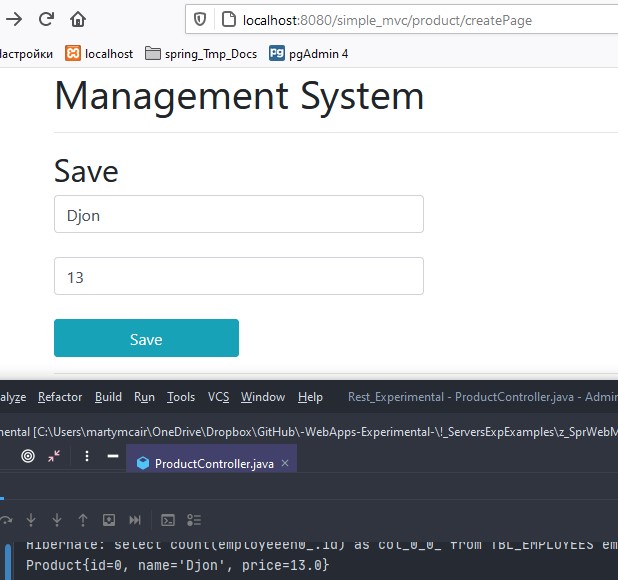 localhost:8080/simple_mvc/product/createPage
Настройки localhost spring_Tmp_Docs pgAdmin 4
Management System
Save
Djon
13
Save
alyze Refactor Build Run Tools VCS Window Help Rest_Experimental - ProductController.java - Admin
mental [C:\Users\martymcair\OneDrive\Dropbox\GitHub\-WebApps-Experimental-\!_ServersExpExamples\z_SprWebM
ProductController.java
Hibernate: select count(employeeen0_.id) as col_0_0_ from TBL_EMPLOYEES em
Product{id=0, name='Djon', price=13.0}